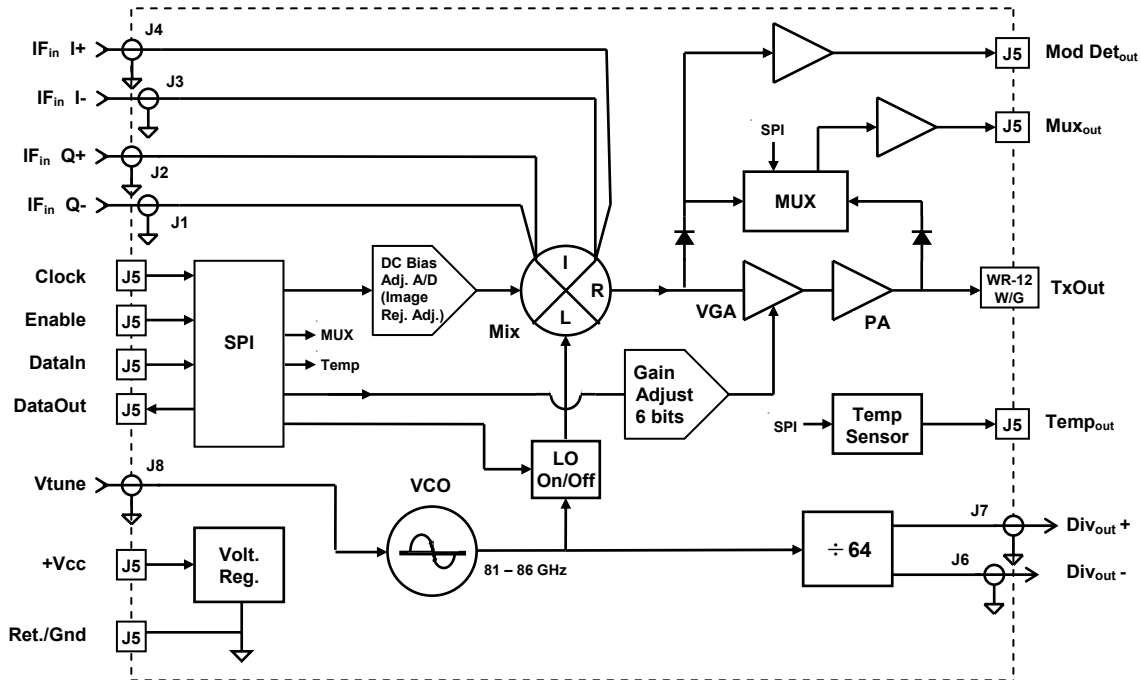 IFin I+
J4
IFin I-
J3
IFin Q+
J2
IFin Q-
J1
Clock
J5
Enable
J5
DataIn
J5
DataOut
J5
SPI
DC Bias
Adj. A/D
(Image
Rej. Adj.)
MUX
Temp
Mix
I
R
L
Gain
Adjust
6 bits
LO
On/Off
VGA
PA
SPI
MUX
J5
Mod Detout
J5
Muxout
WR-12
W/G
TxOut
SPI
Temp
Sensor
J5
Tempout
Vtune
J8
VCO
81 – 86 GHz
÷ 64
J7
Divout +
J6
Divout -
+Vcc
J5
Volt.
Reg.
Ret./Gnd
J5